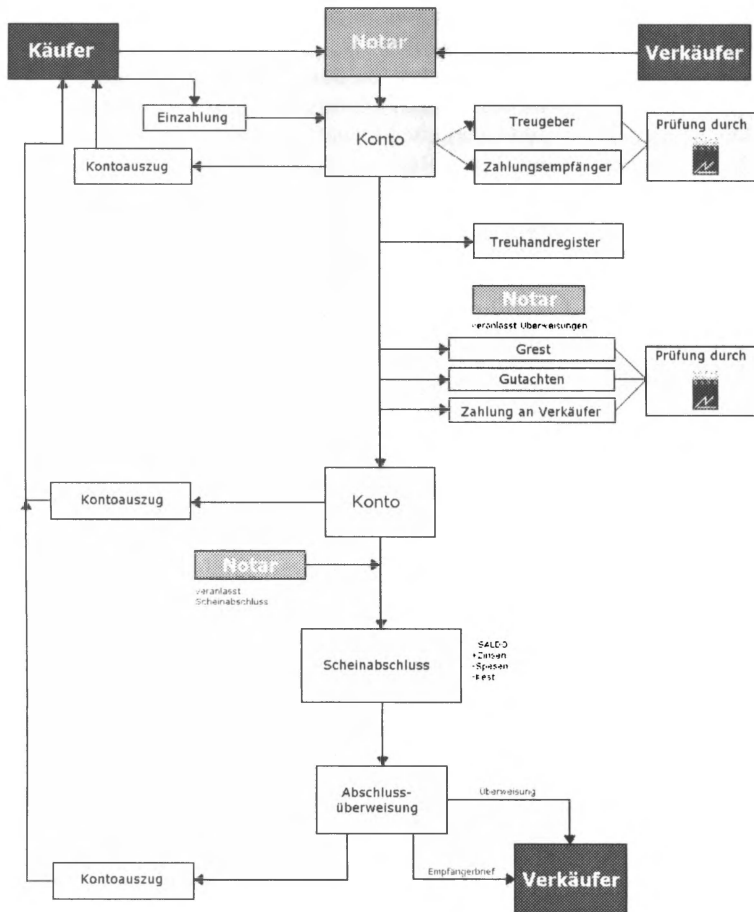 Käufer
Notar
Verkäufer
Einzahlung
Konto
Treugeber
Prüfung durch
Kontoauszug
Zahlungsempfänger
Treuhandregister
Notar
veranlasst Überweisungen
Grest
Prüfung durch
Gutachten
Zahlung an Verkäufer
Kontoauszug
Konto
Notar
veranlasst
Scheinabschluss
Scheinabschluss
SALDO
+Zinsen
-Spesen
-Kest
Abschluss-
überweisung
Überweisung
Empfängerbrief
Verkäufer
Kontoauszug